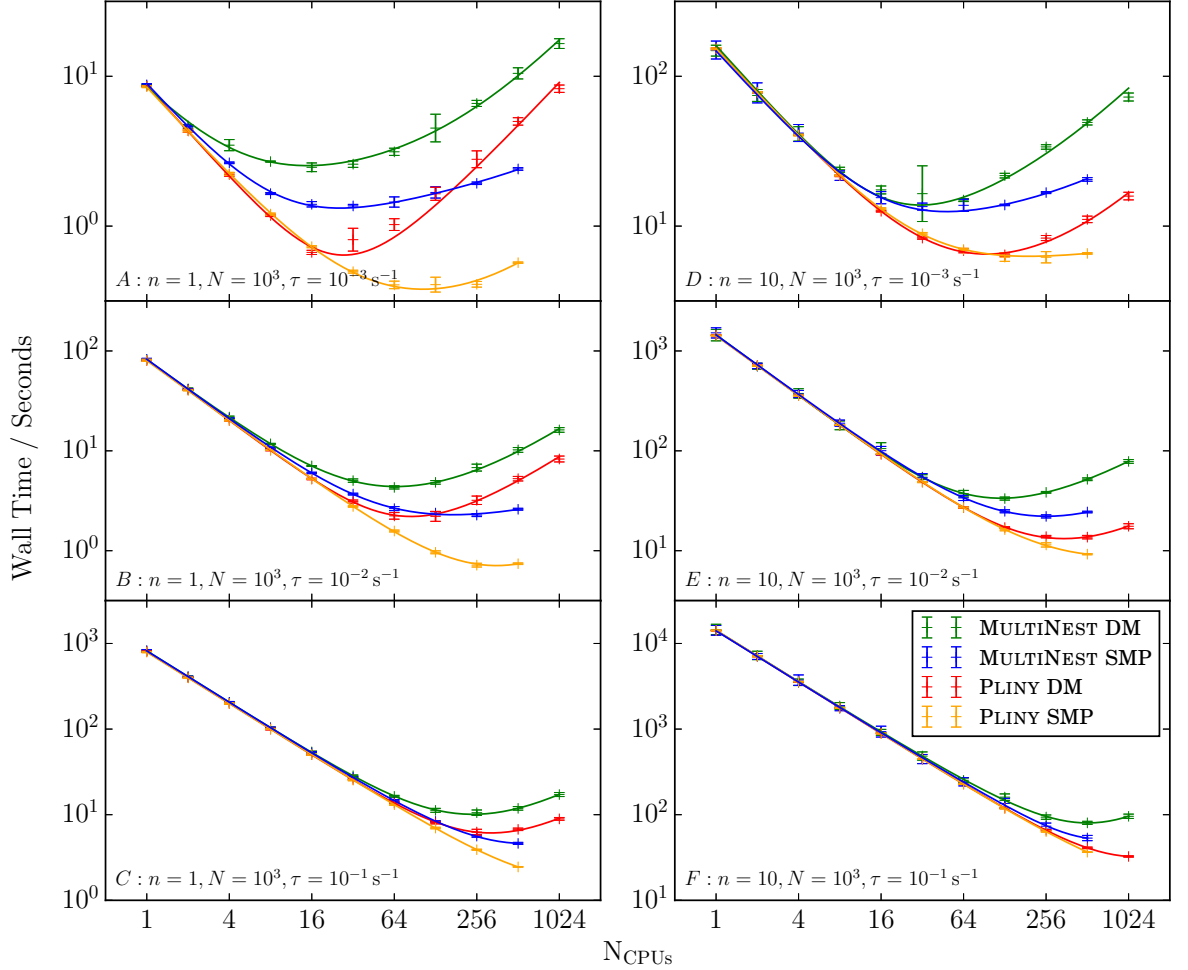 Wall Time / Seconds
10^1
10^0
A : n = 1, N = 10^3, τ = 10^{-3} s^{-1}
10^2
10^1
D : n = 10, N = 10^3, τ = 10^{-3} s^{-1}
10^2
10^1
10^0
B : n = 1, N = 10^3, τ = 10^{-2} s^{-1}
10^3
10^2
10^1
E : n = 10, N = 10^3, τ = 10^{-2} s^{-1}
10^3
10^2
10^1
10^0
C : n = 1, N = 10^3, τ = 10^{-1} s^{-1}
1 4 16 64 256 1024
10^4
10^3
10^2
10^1
MULTINEST DM
MULTINEST SMP
PLINY DM
PLINY SMP
F : n = 10, N = 10^3, τ = 10^{-1} s^{-1}
1 4 16 64 256 1024
N_{CPUs}